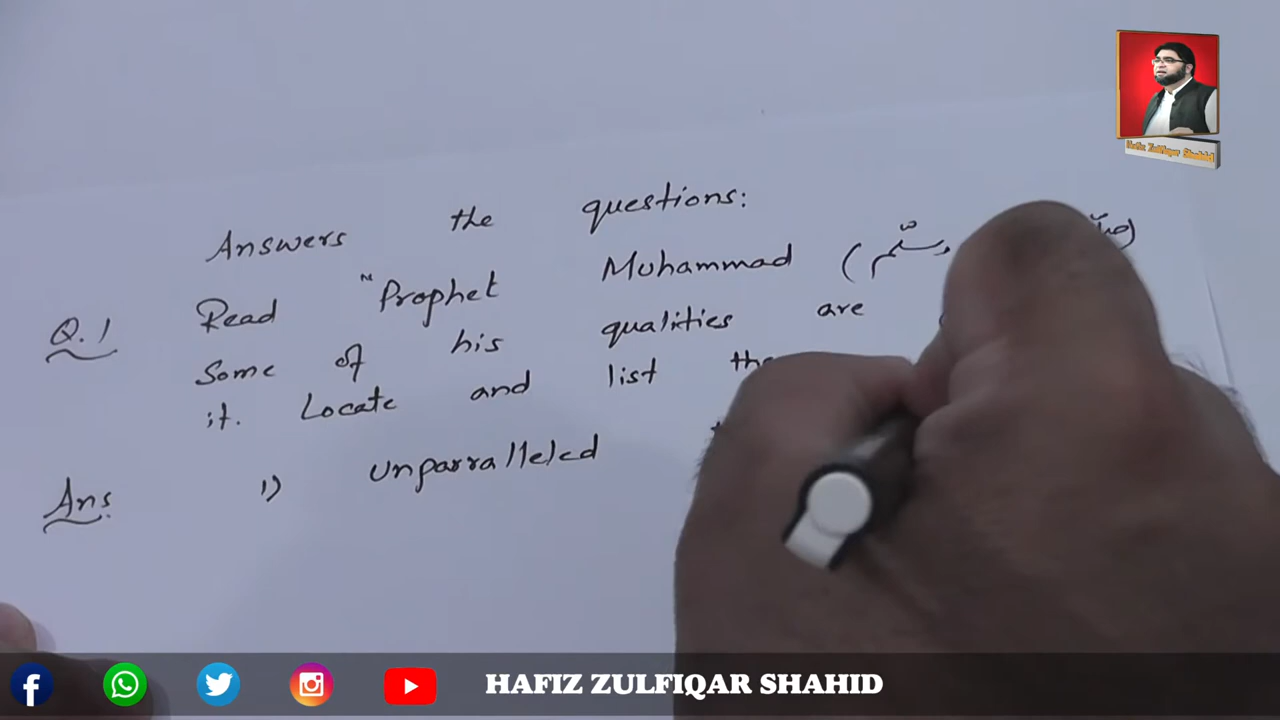 Hafiz Zulfiqar Shahid
Answers the questions:
Q.1 Read "Prophet Muhammad (وسلّم
Some of his qualities are
it. Locate and list
Ans 1) Unparralleled
HAFIZ ZULFIQAR SHAHID